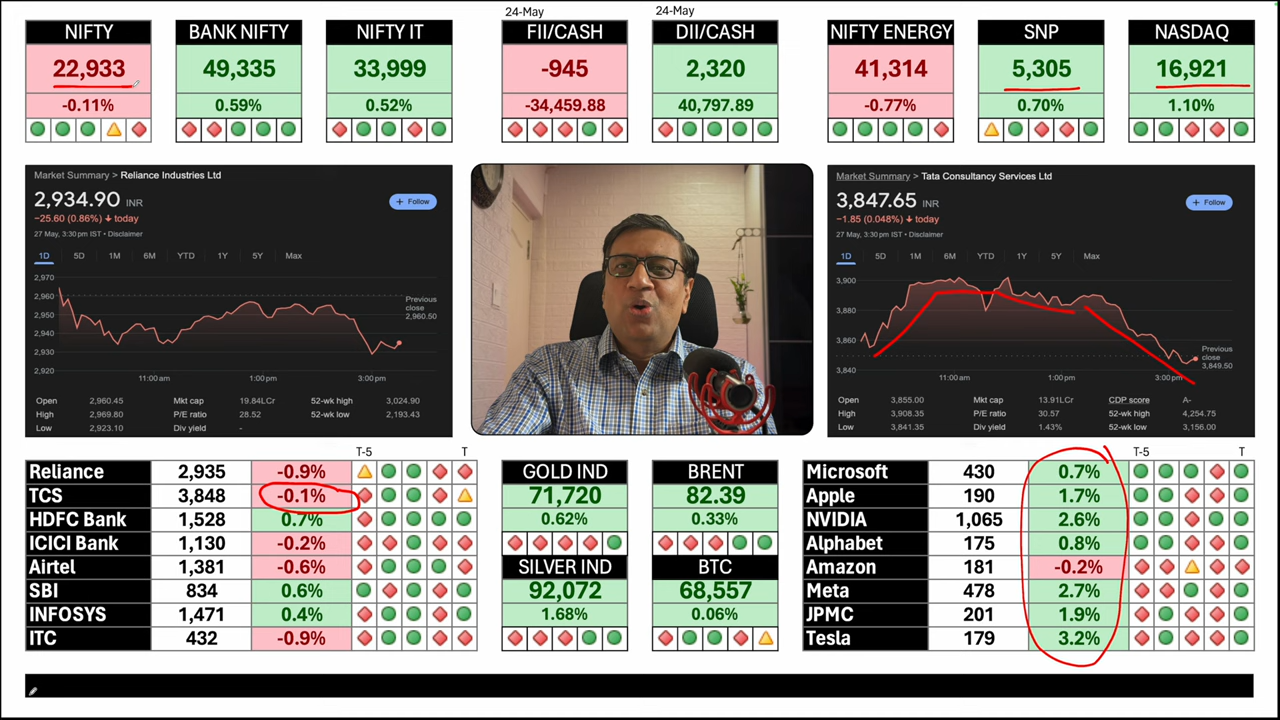 24-May
24-May
NIFTY
22,933
-0.11%
BANK NIFTY
49,335
0.59%
NIFTY IT
33,999
0.52%
FII/CASH
-945
-34,459.88
DII/CASH
2,320
40,797.89
NIFTY ENERGY
41,314
-0.77%
SNP
5,305
0.70%
NASDAQ
16,921
1.10%
Market Summary > Reliance Industries Ltd
2,934.90 INR
+ Follow
−25.60 (0.86%) ↓ today
27 May, 3:30 pm IST • Disclaimer
1D 5D 1M 6M YTD 1Y 5Y Max
2,970
2,960
2,950
2,940
2,930
2,920
Previous
close
2,960.50
11:00 am 1:00 pm 3:00 pm
Open 2,960.45 Mkt cap 19.84LCr 52-wk high 3,024.90
High 2,969.80 P/E ratio 28.52 52-wk low 2,193.43
Low 2,923.10 Div yield -
Market Summary > Tata Consultancy Services Ltd
3,847.65 INR
+ Follow
−1.85 (0.048%) ↓ today
27 May, 3:30 pm IST • Disclaimer
1D 5D 1M 6M YTD 1Y 5Y Max
3,900
3,880
3,860
3,840
Previous
close
3,849.50
11:00 am 1:00 pm 3:00 pm
Open 3,855.00 Mkt cap 13.91LCr CDP score A-
High 3,908.35 P/E ratio 30.57 52-wk high 4,254.75
Low 3,841.35 Div yield 1.43% 52-wk low 3,156.00
T-5 T
Reliance 2,935 -0.9%
TCS 3,848 -0.1%
HDFC Bank 1,528 0.7%
ICICI Bank 1,130 -0.2%
Airtel 1,381 -0.6%
SBI 834 0.6%
INFOSYS 1,471 0.4%
ITC 432 -0.9%
GOLD IND
71,720
0.62%
SILVER IND
92,072
1.68%
BRENT
82.39
0.33%
BTC
68,557
0.06%
T-5 T
Microsoft 430 0.7%
Apple 190 1.7%
NVIDIA 1,065 2.6%
Alphabet 175 0.8%
Amazon 181 -0.2%
Meta 478 2.7%
JPMC 201 1.9%
Tesla 179 3.2%